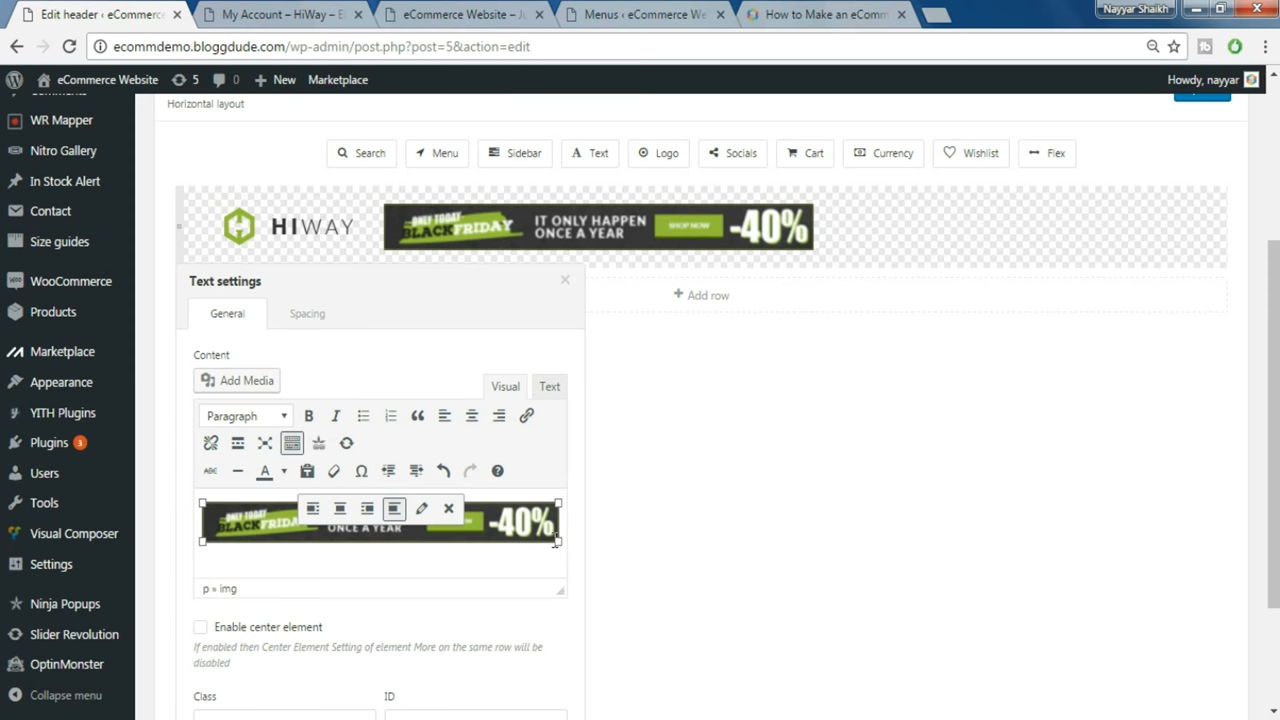 Edit header ‹ eCommerce
My Account – HiWay – E
eCommerce Website – Ju
Menus ‹ eCommerce We
How to Make an eComm
Nayyar Shaikh
ecommdemo.bloggdude.com/wp-admin/post.php?post=5&action=edit
eCommerce Website
5
0
New
Marketplace
Howdy, nayyar
Comments
WR Mapper
Nitro Gallery
In Stock Alert
Contact
Size guides
WooCommerce
Products
Marketplace
Appearance
YITH Plugins
Plugins 3
Users
Tools
Visual Composer
Settings
Ninja Popups
Slider Revolution
OptinMonster
Collapse menu
Horizontal layout
Search
Menu
Sidebar
Text
Logo
Socials
Cart
Currency
Wishlist
Flex
HIWAY
ONLY TODAY
BLACKFRIDAY
IT ONLY HAPPEN
ONCE A YEAR
SHOP NOW
-40%
Add row
Text settings
General
Spacing
Content
Add Media
Visual
Text
Paragraph
B
I
ABC
A
ONLY TODAY
BLACKFRIDA
ONCE A YEAR
-40%
p » img
Enable center element
If enabled then Center Element Setting of element More on the same row will be
disabled
Class
ID